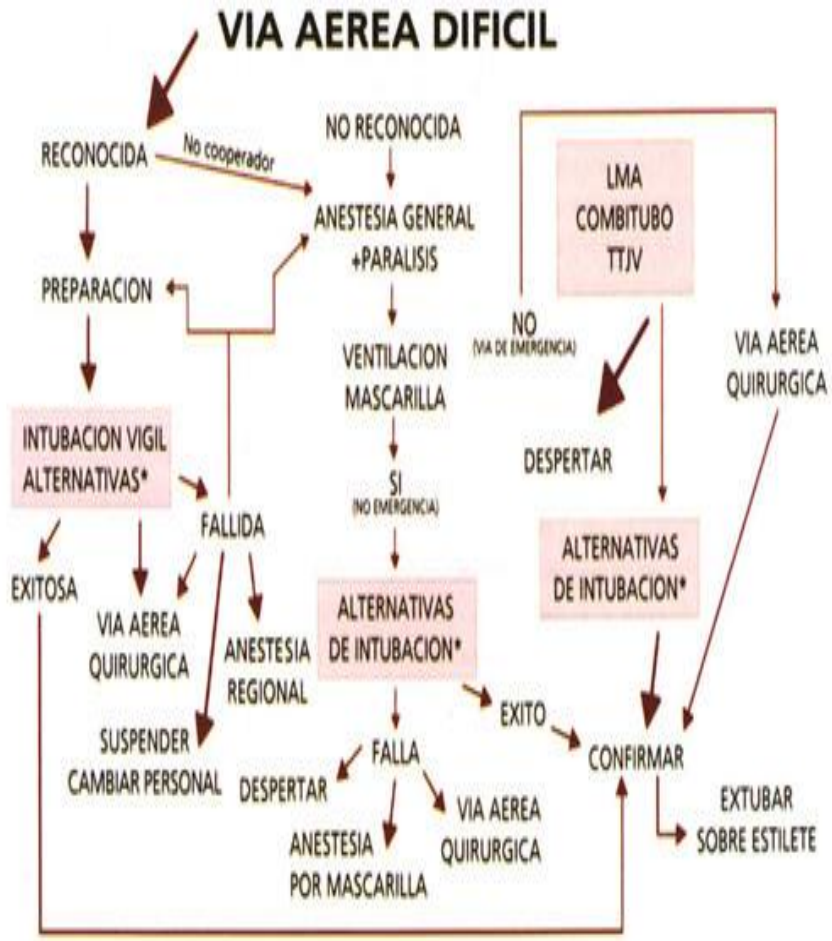 VIA AEREA DIFICIL
RECONOCIDA
No cooperador
NO RECONOCIDA
PREPARACION
ANESTESIA GENERAL
+PARALISIS
VENTILACION
MASCARILLA
INTUBACION VIGIL
ALTERNATIVAS*
FALLIDA
EXITOSA
VIA AEREA
QUIRURGICA
ANESTESIA
REGIONAL
SUSPENDER
CAMBIAR PERSONAL
SI
(NO EMERGENCIA)
ALTERNATIVAS
DE INTUBACION*
EXITO
FALLA
DESPERTAR
ANESTESIA
POR MASCARILLA
VIA AEREA
QUIRURGICA
NO
(VIA DE EMERGENCIA)
LMA
COMBITUBO
TTJV
VIA AEREA
QUIRURGICA
DESPERTAR
ALTERNATIVAS
DE INTUBACION*
CONFIRMAR
EXTUBAR
SOBRE ESTILETE